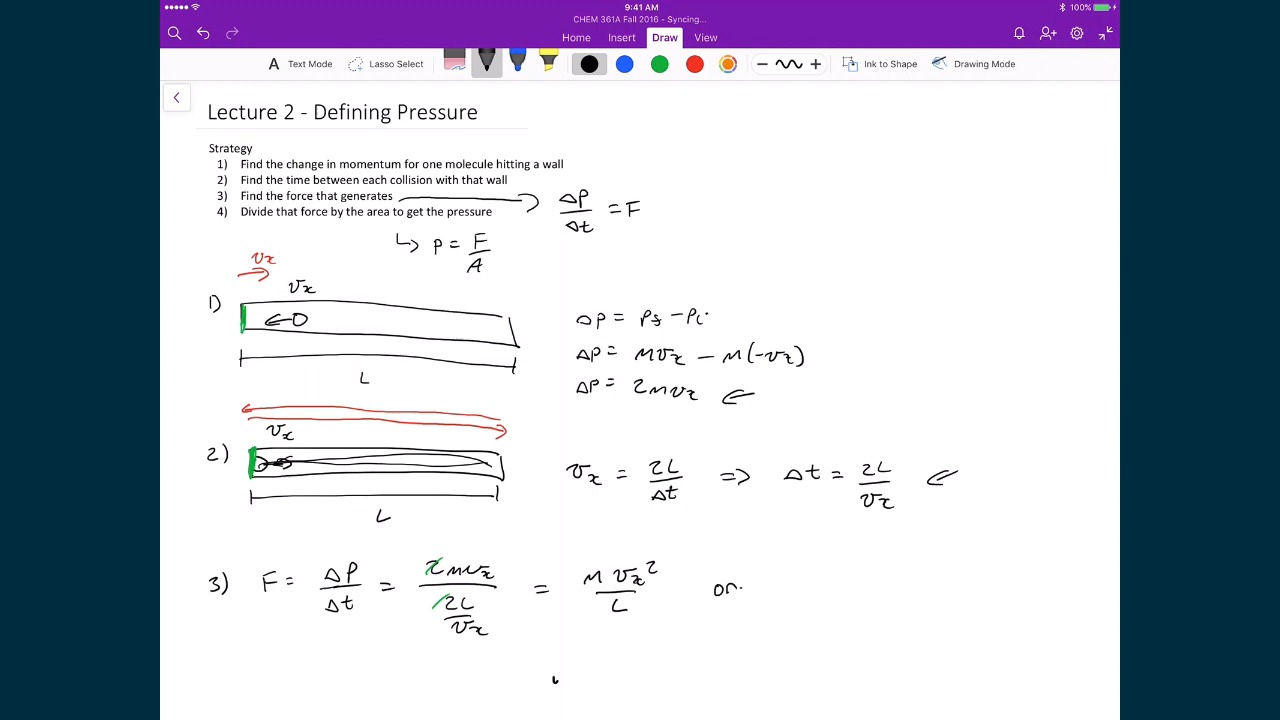 9:41 AM
100%
CHEM 361A Fall 2016 - Syncing...
Home Insert Draw View
Text Mode Lasso Select Ink to Shape Drawing Mode
Lecture 2 - Defining Pressure
Strategy
1) Find the change in momentum for one molecule hitting a wall
2) Find the time between each collision with that wall
3) Find the force that generates
4) Divide that force by the area to get the pressure
Δp/Δt = F
↳ P = F/A
vx
vx
1)
L
Δp = pf - pi
Δp = mvx - m(-vx)
Δp = 2mvx ⇐
vx
2)
L
vx = 2L/Δt ⇒ Δt = 2L/vx ⇐
3) F = Δp/Δt = 2mvx/(2L/vx) = m vx²/L on